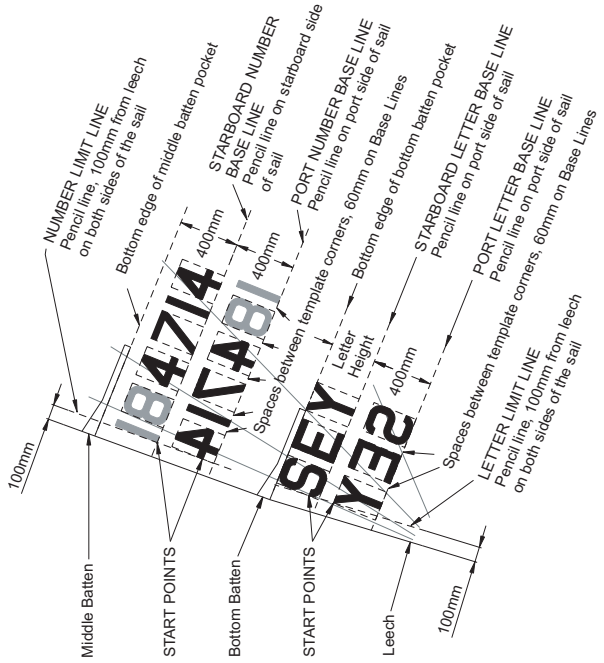 NUMBER LIMIT LINE
Pencil line, 100mm from leech
on both sides of the sail
Bottom edge of middle batten pocket
STARBOARD NUMBER
BASE LINE
Pencil line on starboard side
of sail
PORT NUMBER BASE LINE
Pencil line on port side of sail
Spaces between template corners, 60mm on Base Lines
Bottom edge of bottom batten pocket
STARBOARD LETTER BASE LINE
Pencil line on port side of sail
PORT LETTER BASE LINE
Pencil line on port side of sail
Spaces between template corners, 60mm on Base Lines
LETTER LIMIT LINE
Pencil line, 100mm from leech
on both sides of the sail
400mm
400mm
184714
184714
Letter
Height
400mm
SEY
SEY
100mm
100mm
Middle Batten
START POINTS
Bottom Batten
START POINTS
Leech